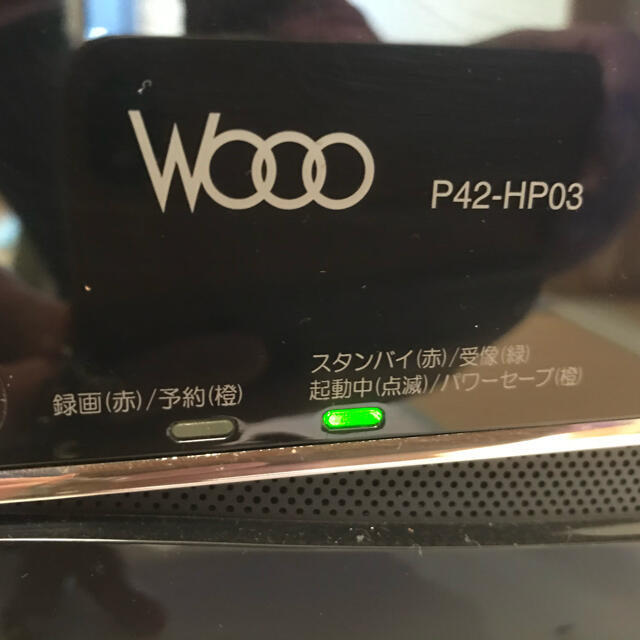 Wooo
P42-HP03
録画(赤)/予約(橙)
スタンバイ(赤)/受像(緑)
起動中(点滅)/パワーセーブ(橙)